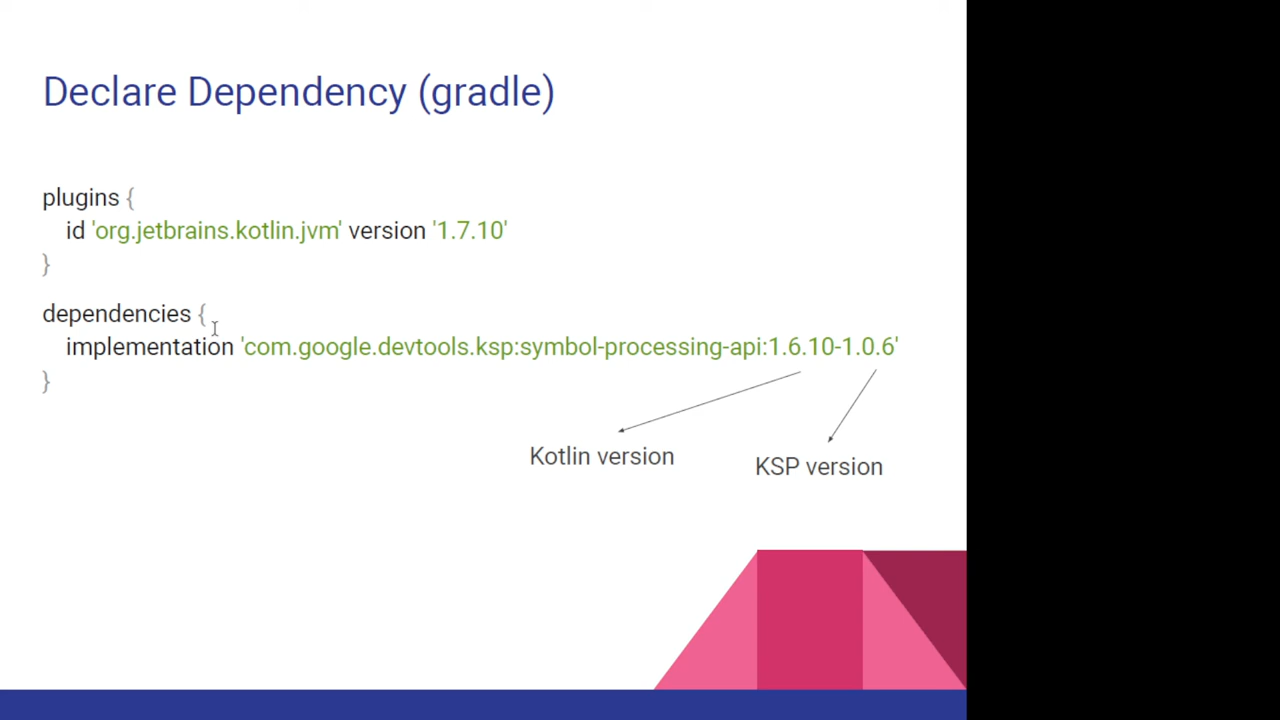 Declare Dependency (gradle)
plugins {
id 'org.jetbrains.kotlin.jvm' version '1.7.10'
}
dependencies {
implementation 'com.google.devtools.ksp:symbol-processing-api:1.6.10-1.0.6'
}
Kotlin version
KSP version